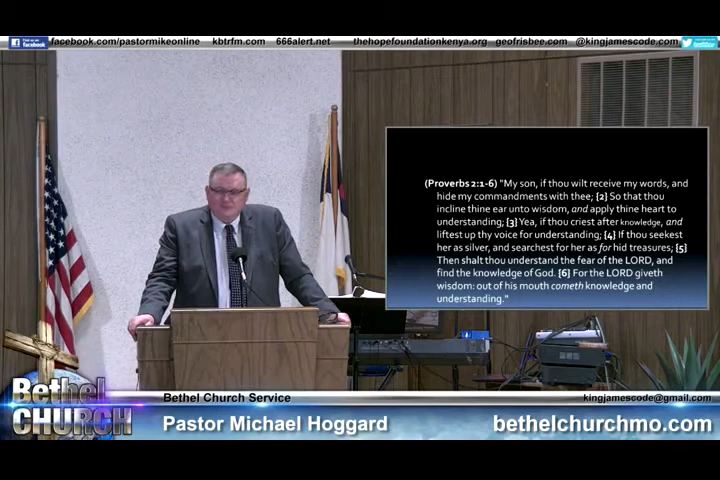 Find us on facebook
facebook.com/pastormikeonline kbtrfm.com 666alert.net thehopefoundationkenya.org geofrisbee.com @kingjamescode.com
(Proverbs 2:1-6) "My son, if thou wilt receive my words, and
hide my commandments with thee; [2] So that thou
incline thine ear unto wisdom, and apply thine heart to
understanding; [3] Yea, if thou criest after knowledge, and
liftest up thy voice for understanding; [4] If thou seekest
her as silver, and searchest for her as for hid treasures; [5]
Then shalt thou understand the fear of the LORD, and
find the knowledge of God. [6] For the LORD giveth
wisdom: out of his mouth cometh knowledge and
understanding."
Bethel
CHURCH
Bethel Church Service kingjamescode@gmail.com
Pastor Michael Hoggard bethelchurchmo.com